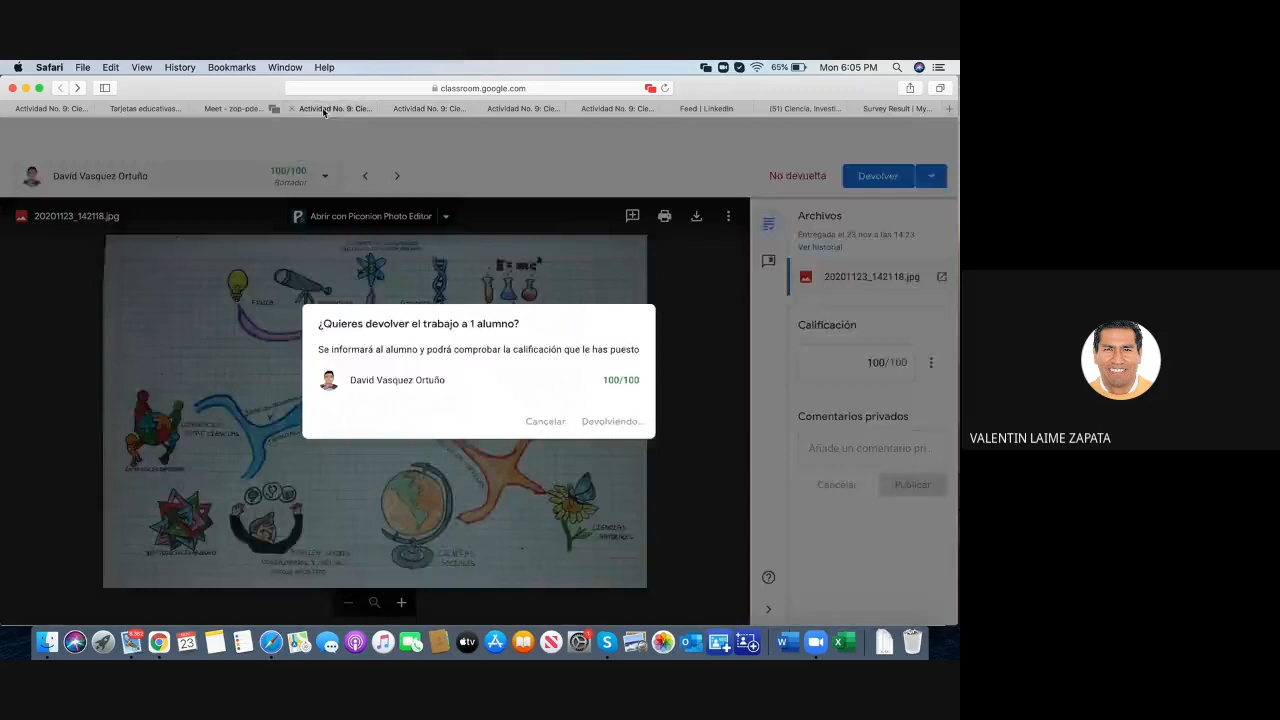 Safari File Edit View History Bookmarks Window Help 65% Mon 6:05 PM
classroom.google.com
Actividad No. 9: Cie... Tarjetas educativas... Meet – zop-pde... Actividad No. 9: Cie... Actividad No. 9: Cie... Actividad No. 9: Cie... Actividad No. 9: Cie... Feed | LinkedIn (51) Ciencia, Investi... Survey Result | My...
David Vasquez Ortuño
100/100
Borrador
No devuelta Devolver
20201123_142118.jpg
Abrir con Piconion Photo Editor
Archivos
Entregada el 23 nov a las 14:23
Ver historial
20201123_142118.jpg
Calificación
100/100
Comentarios privados
Añade un comentario pri...
Cancelar Publicar
¿Quieres devolver el trabajo a 1 alumno?
Se informará al alumno y podrá comprobar la calificación que le has puesto
David Vasquez Ortuño 100/100
Cancelar Devolviendo...
CIENCIAS
NATURALES
VALENTIN LAIME ZAPATA